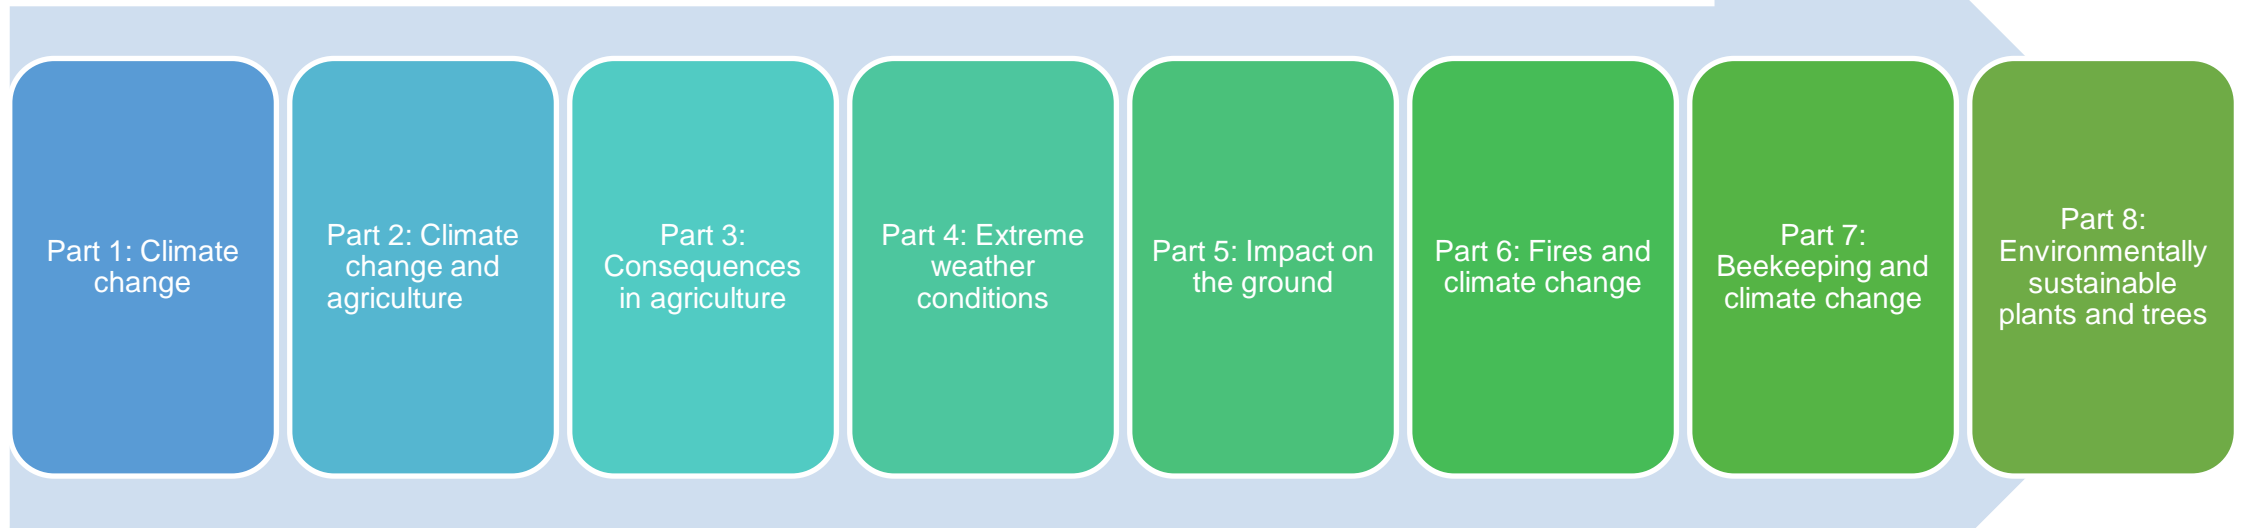 Part 1: Climate
change
Part 2: Climate
change and
agriculture
Part 3:
Consequences
in agriculture
Part 4: Extreme
weather
conditions
Part 5: Impact on
the ground
Part 6: Fires and
climate change
Part 7:
Beekeeping and
climate change
Part 8:
Environmentally
sustainable
plants and trees